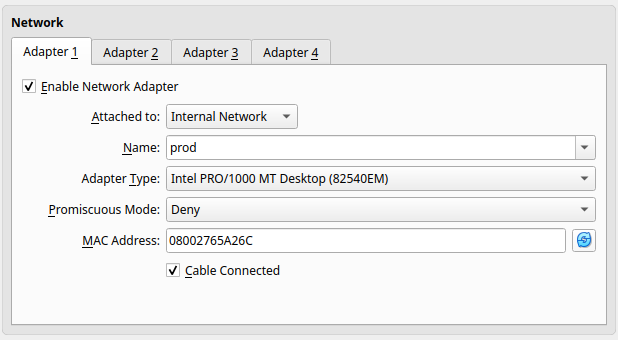 Network
Adapter 1 Adapter 2 Adapter 3 Adapter 4
Enable Network Adapter
Attached to: Internal Network
Name: prod
Adapter Type: Intel PRO/1000 MT Desktop (82540EM)
Promiscuous Mode: Deny
MAC Address: 08002765A26C
Cable Connected